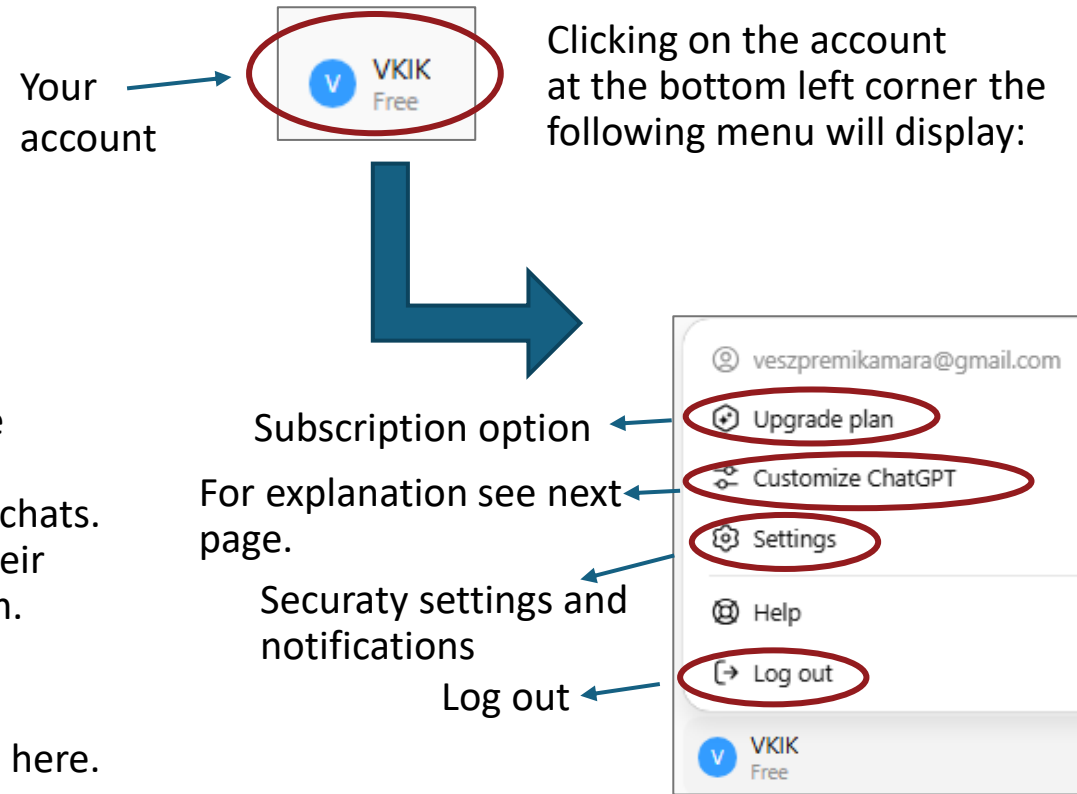 Your
account
V
VKIK
Free
Clicking on the account
at the bottom left corner the
following menu will display:
veszpremikamara@gmail.com
Upgrade plan
Customize ChatGPT
Settings
Help
Log out
V
VKIK
Free
Subscription option
For explanation see next
page.
Securaty settings and
notifications
Log out
e
chats.
eir
here.